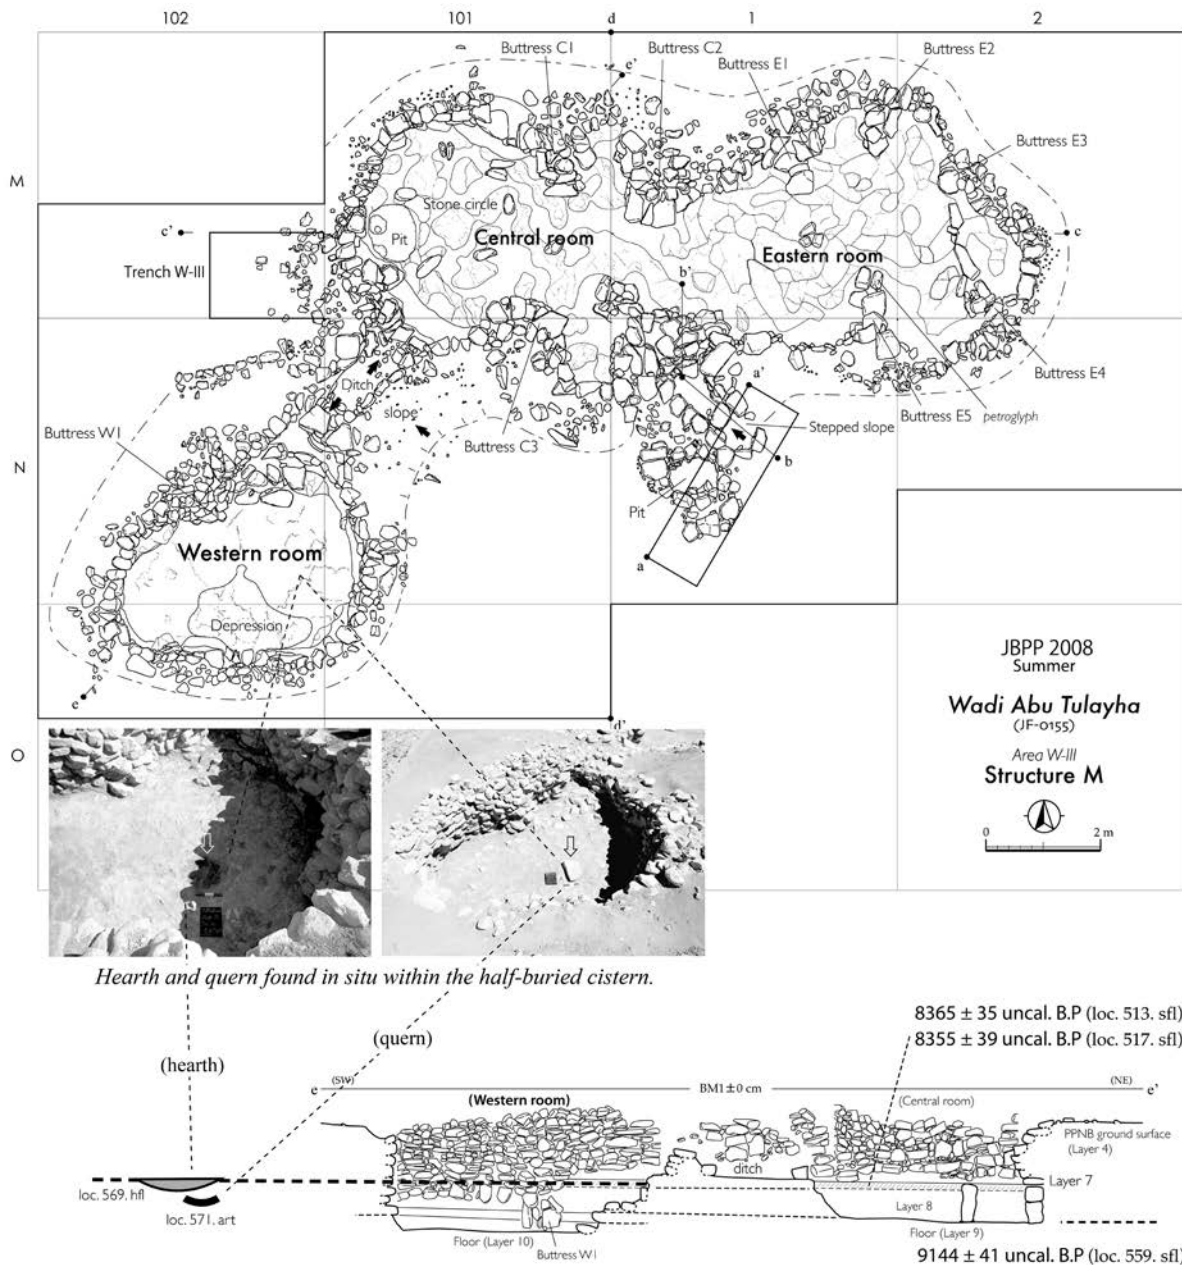 102
101
d
1
2
Buttress C1
Buttress C2
Buttress E2
e'
Buttress E1
Buttress E3
M
Stone circle
c'
Pit
Central room
c
Eastern room
Trench W-III
b'
Ditch
a'
Buttress E4
slope
Buttress W1
Buttress C3
Stepped slope
Buttress E5
petroglyph
N
b
Pit
Western room
a
Depression
e
d'
O
JBPP 2008
Summer
Wadi Abu Tulayha
(JF-0155)
Area W-III
Structure M
0 2 m
Hearth and quern found in situ within the half-buried cistern.
8365 ± 35 uncal. B.P (loc. 513. sfl)
8355 ± 39 uncal. B.P (loc. 517. sfl)
(hearth)
(quern)
e (SW) BM1±0 cm (NE) e'
(Western room)
(Central room)
PPNB ground surface
(Layer 4)
ditch
Layer 7
loc. 569. hfl
loc. 571. art
Layer 8
Floor (Layer 10)
Floor (Layer 9)
Buttress W1
9144 ± 41 uncal. B.P (loc. 559. sfl)